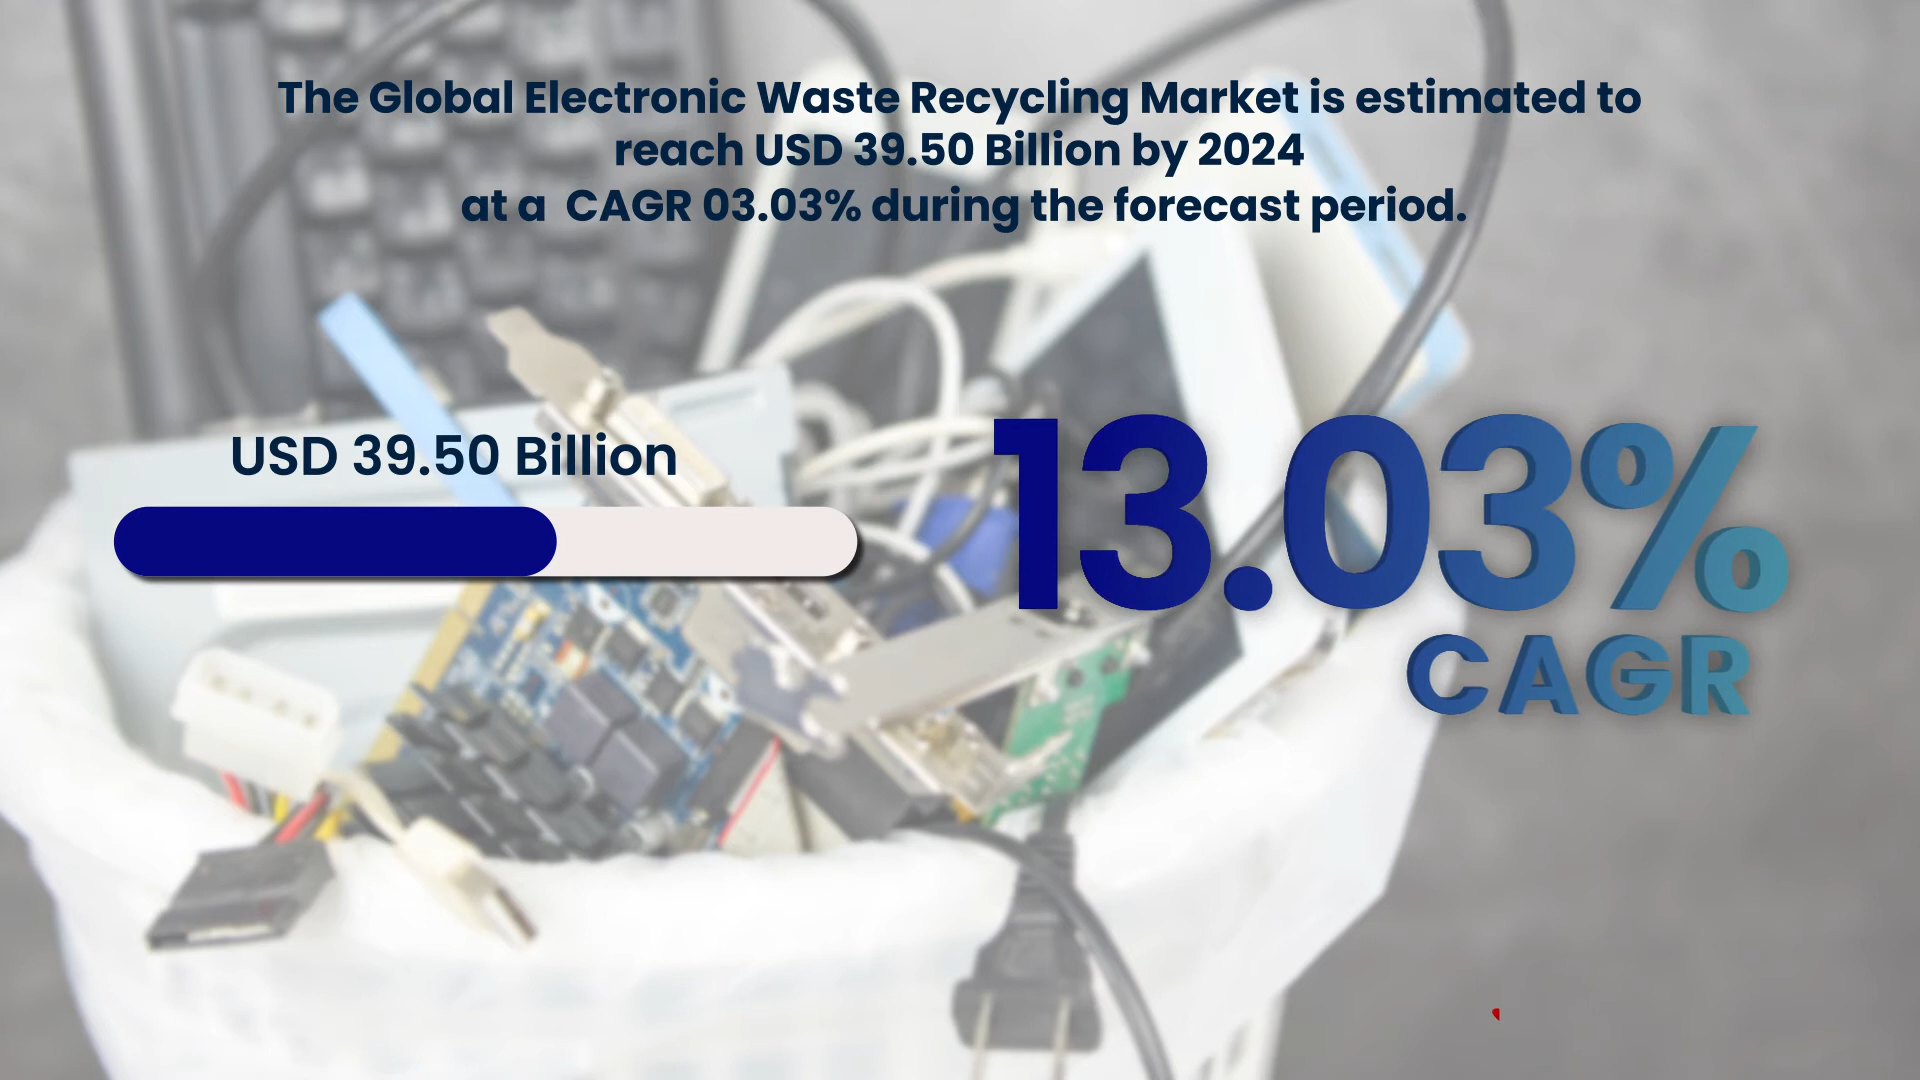 The Global Electronic Waste Recycling Market is estimated to
reach USD 39.50 Billion by 2024
at a CAGR 03.03% during the forecast period.
USD 39.50 Billion
13.03%
CAGR